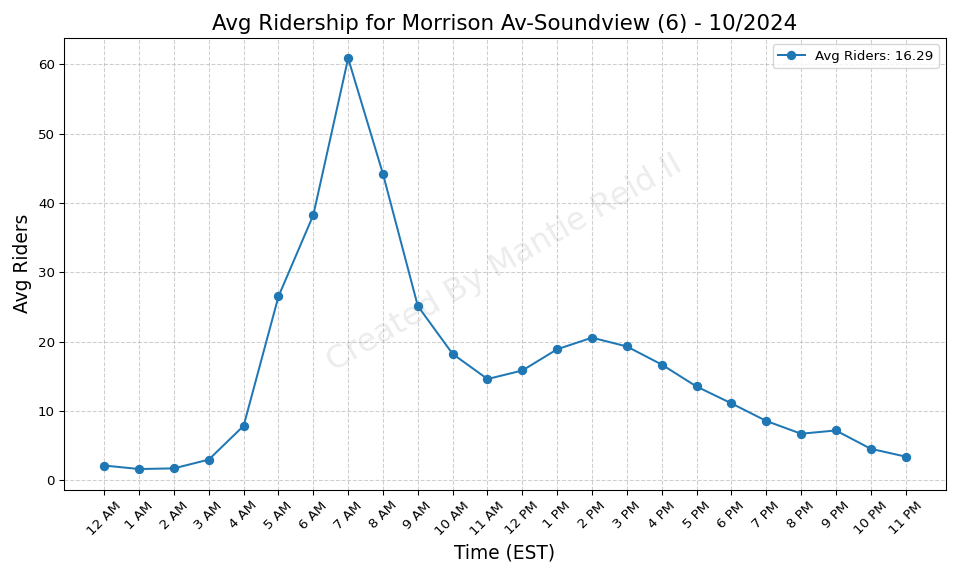 Avg Ridership for Morrison Av-Soundview (6) - 10/2024
Avg Riders: 16.29
60
50
40
30
20
10
0
Avg Riders
Created By Mantie Reid II
12 AM
1 AM
2 AM
3 AM
4 AM
5 AM
6 AM
7 AM
8 AM
9 AM
10 AM
11 AM
12 PM
1 PM
2 PM
3 PM
4 PM
5 PM
6 PM
7 PM
8 PM
9 PM
10 PM
11 PM
Time (EST)